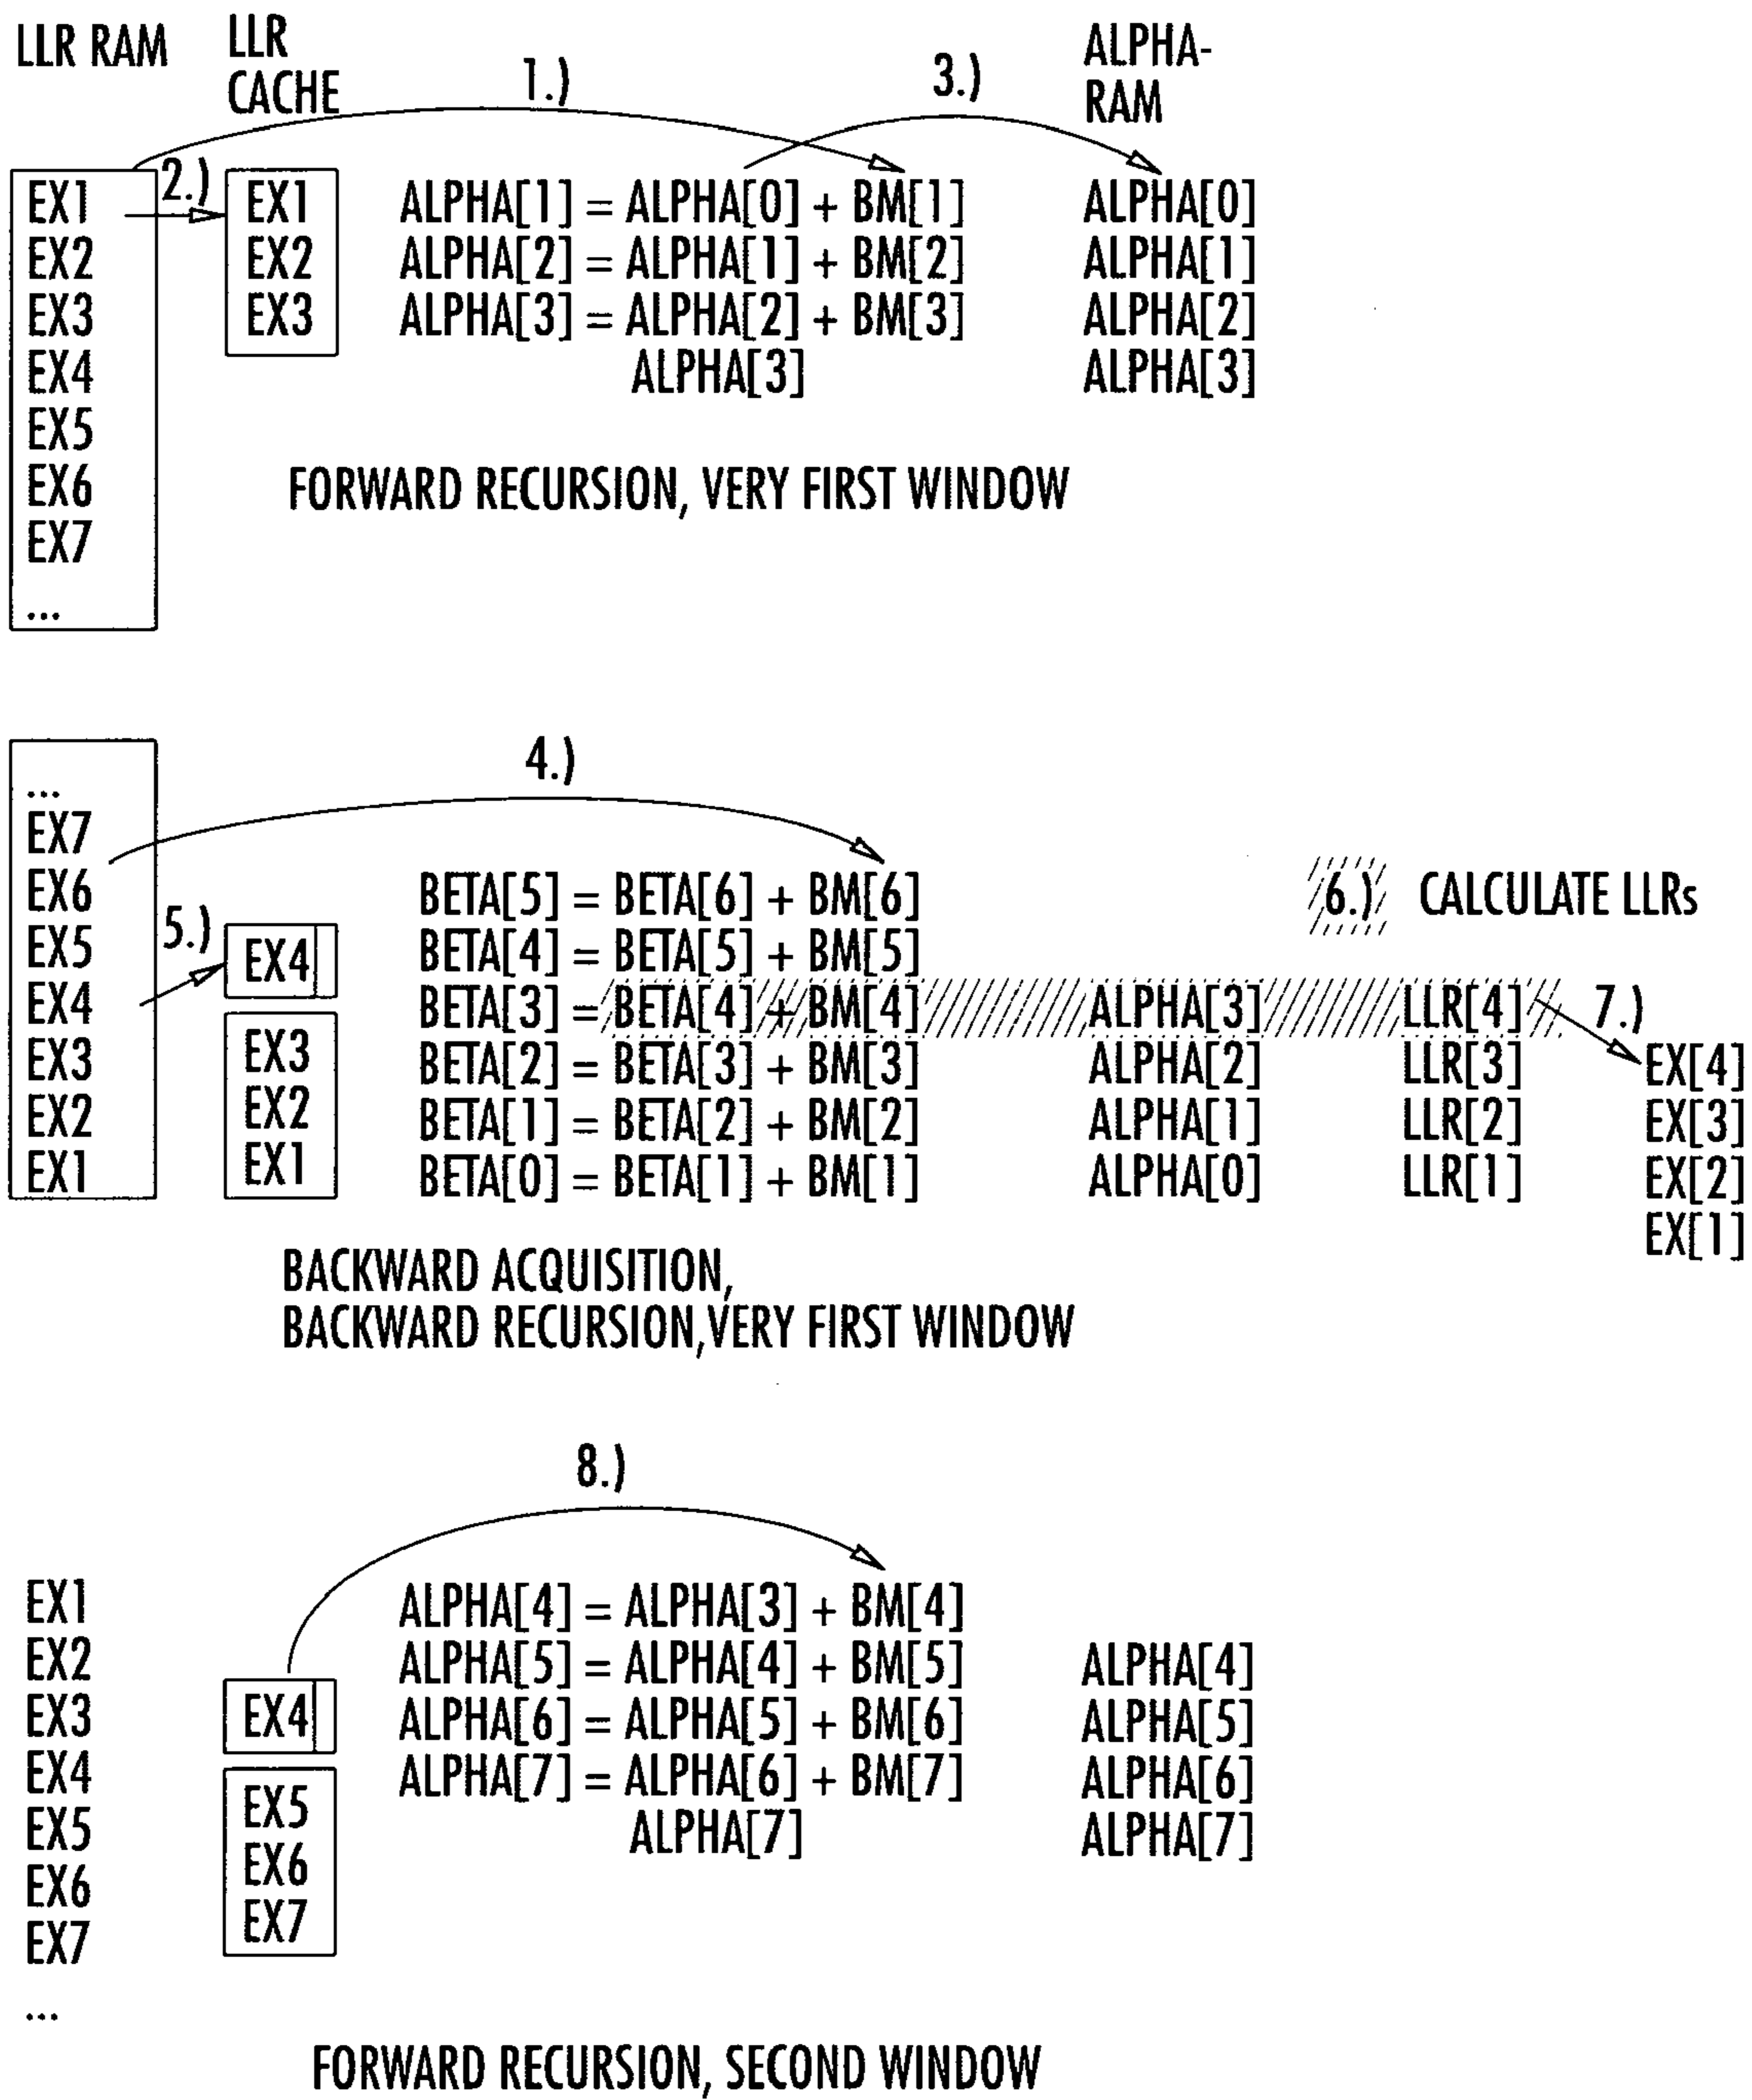 LLR RAM LLR CACHE 1.) 3.) ALPHA-RAM
EX1 2.) EX1 ALPHA[1] = ALPHA[0] + BM[1] ALPHA[0]
EX2 EX2 ALPHA[2] = ALPHA[1] + BM[2] ALPHA[1]
EX3 EX3 ALPHA[3] = ALPHA[2] + BM[3] ALPHA[2]
EX4 ALPHA[3] ALPHA[3]
EX5
EX6
EX7
...
FORWARD RECURSION, VERY FIRST WINDOW
...
4.)
EX7
EX6 BETA[5] = BETA[6] + BM[6] 6.) CALCULATE LLRs
EX5 5.) EX4 BETA[4] = BETA[5] + BM[5]
EX4 BETA[3] = BETA[4] + BM[4] ALPHA[3] LLR[4] 7.)
EX3 EX3 BETA[2] = BETA[3] + BM[3] ALPHA[2] LLR[3] EX[4]
EX2 EX2 BETA[1] = BETA[2] + BM[2] ALPHA[1] LLR[2] EX[3]
EX1 EX1 BETA[0] = BETA[1] + BM[1] ALPHA[0] LLR[1] EX[2]
EX[1]
BACKWARD ACQUISITION,
BACKWARD RECURSION,VERY FIRST WINDOW
8.)
EX1 ALPHA[4] = ALPHA[3] + BM[4]
EX2 ALPHA[5] = ALPHA[4] + BM[5] ALPHA[4]
EX3 EX4 ALPHA[6] = ALPHA[5] + BM[6] ALPHA[5]
EX4 ALPHA[7] = ALPHA[6] + BM[7] ALPHA[6]
EX5 EX5 ALPHA[7] ALPHA[7]
EX6 EX6
EX7 EX7
...
FORWARD RECURSION, SECOND WINDOW